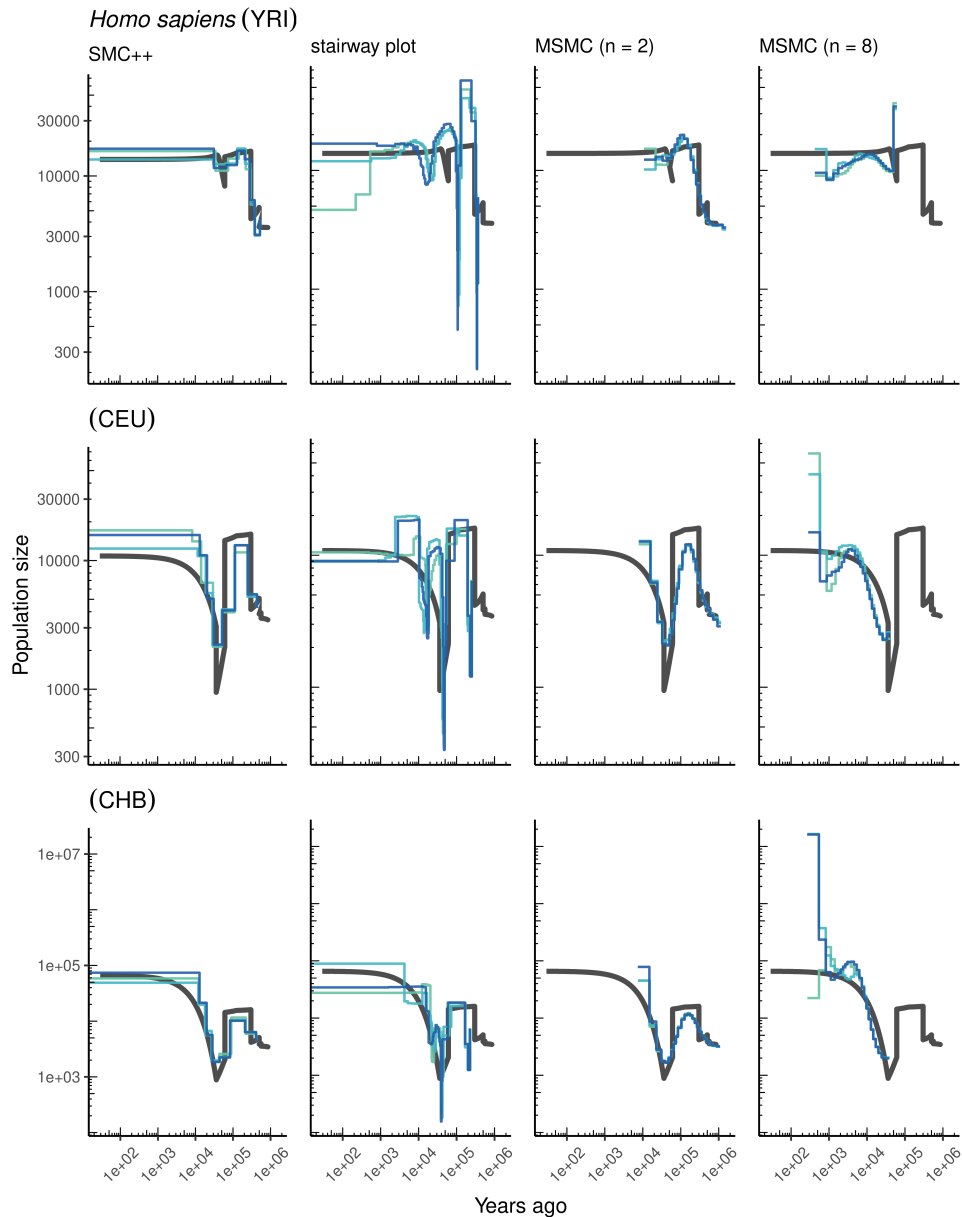 Homo sapiens (YRI)
SMC++
stairway plot
MSMC (n = 2)
MSMC (n = 8)
30000
10000
3000
1000
300
(CEU)
30000
10000
3000
1000
300
Population size
(CHB)
1e+07
1e+05
1e+03
1e+02 1e+03 1e+04 1e+05 1e+06
1e+02 1e+03 1e+04 1e+05 1e+06
1e+02 1e+03 1e+04 1e+05 1e+06
1e+02 1e+03 1e+04 1e+05 1e+06
Years ago